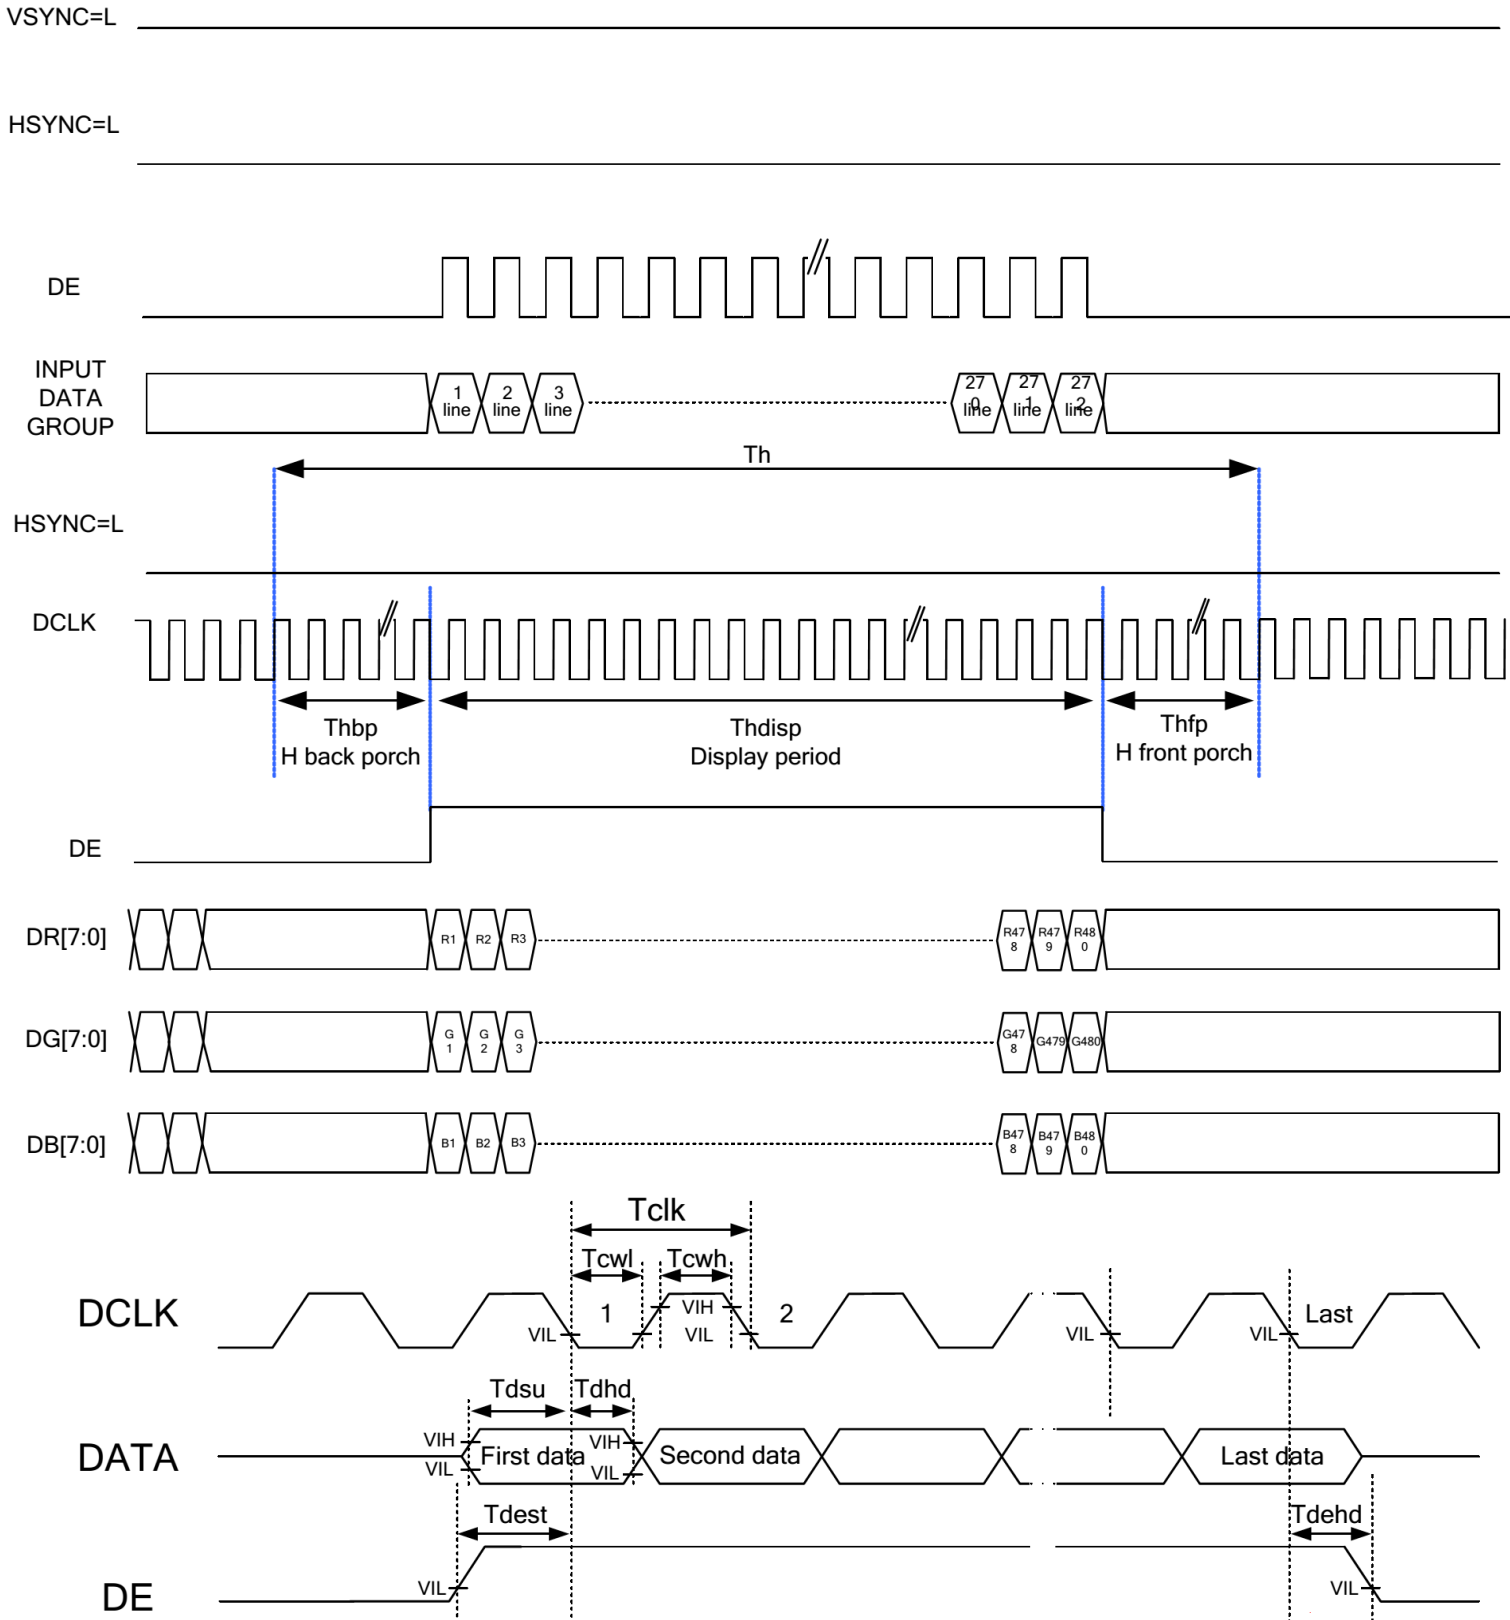 VSYNC=L
HSYNC=L
DE
INPUT
DATA
GROUP
1
line
2
line
3
line
27
0
line
27
1
line
27
2
line
Th
HSYNC=L
DCLK
Thbp
H back porch
Thdisp
Display period
Thfp
H front porch
DE
DR[7:0]
R1
R2
R3
R47
8
R47
9
R48
0
DG[7:0]
G
1
G
2
G
3
G47
8
G479
G480
DB[7:0]
B1
B2
B3
B47
8
B47
9
B48
0
Tclk
Tcwl
Tcwh
DCLK
VIL
1
VIH
VIL
2
VIL
VIL
Last
Tdsu
Tdhd
DATA
VIH
VIL
First data
VIH
VIL
Second data
Last data
Tdest
Tdehd
DE
VIL
VIL